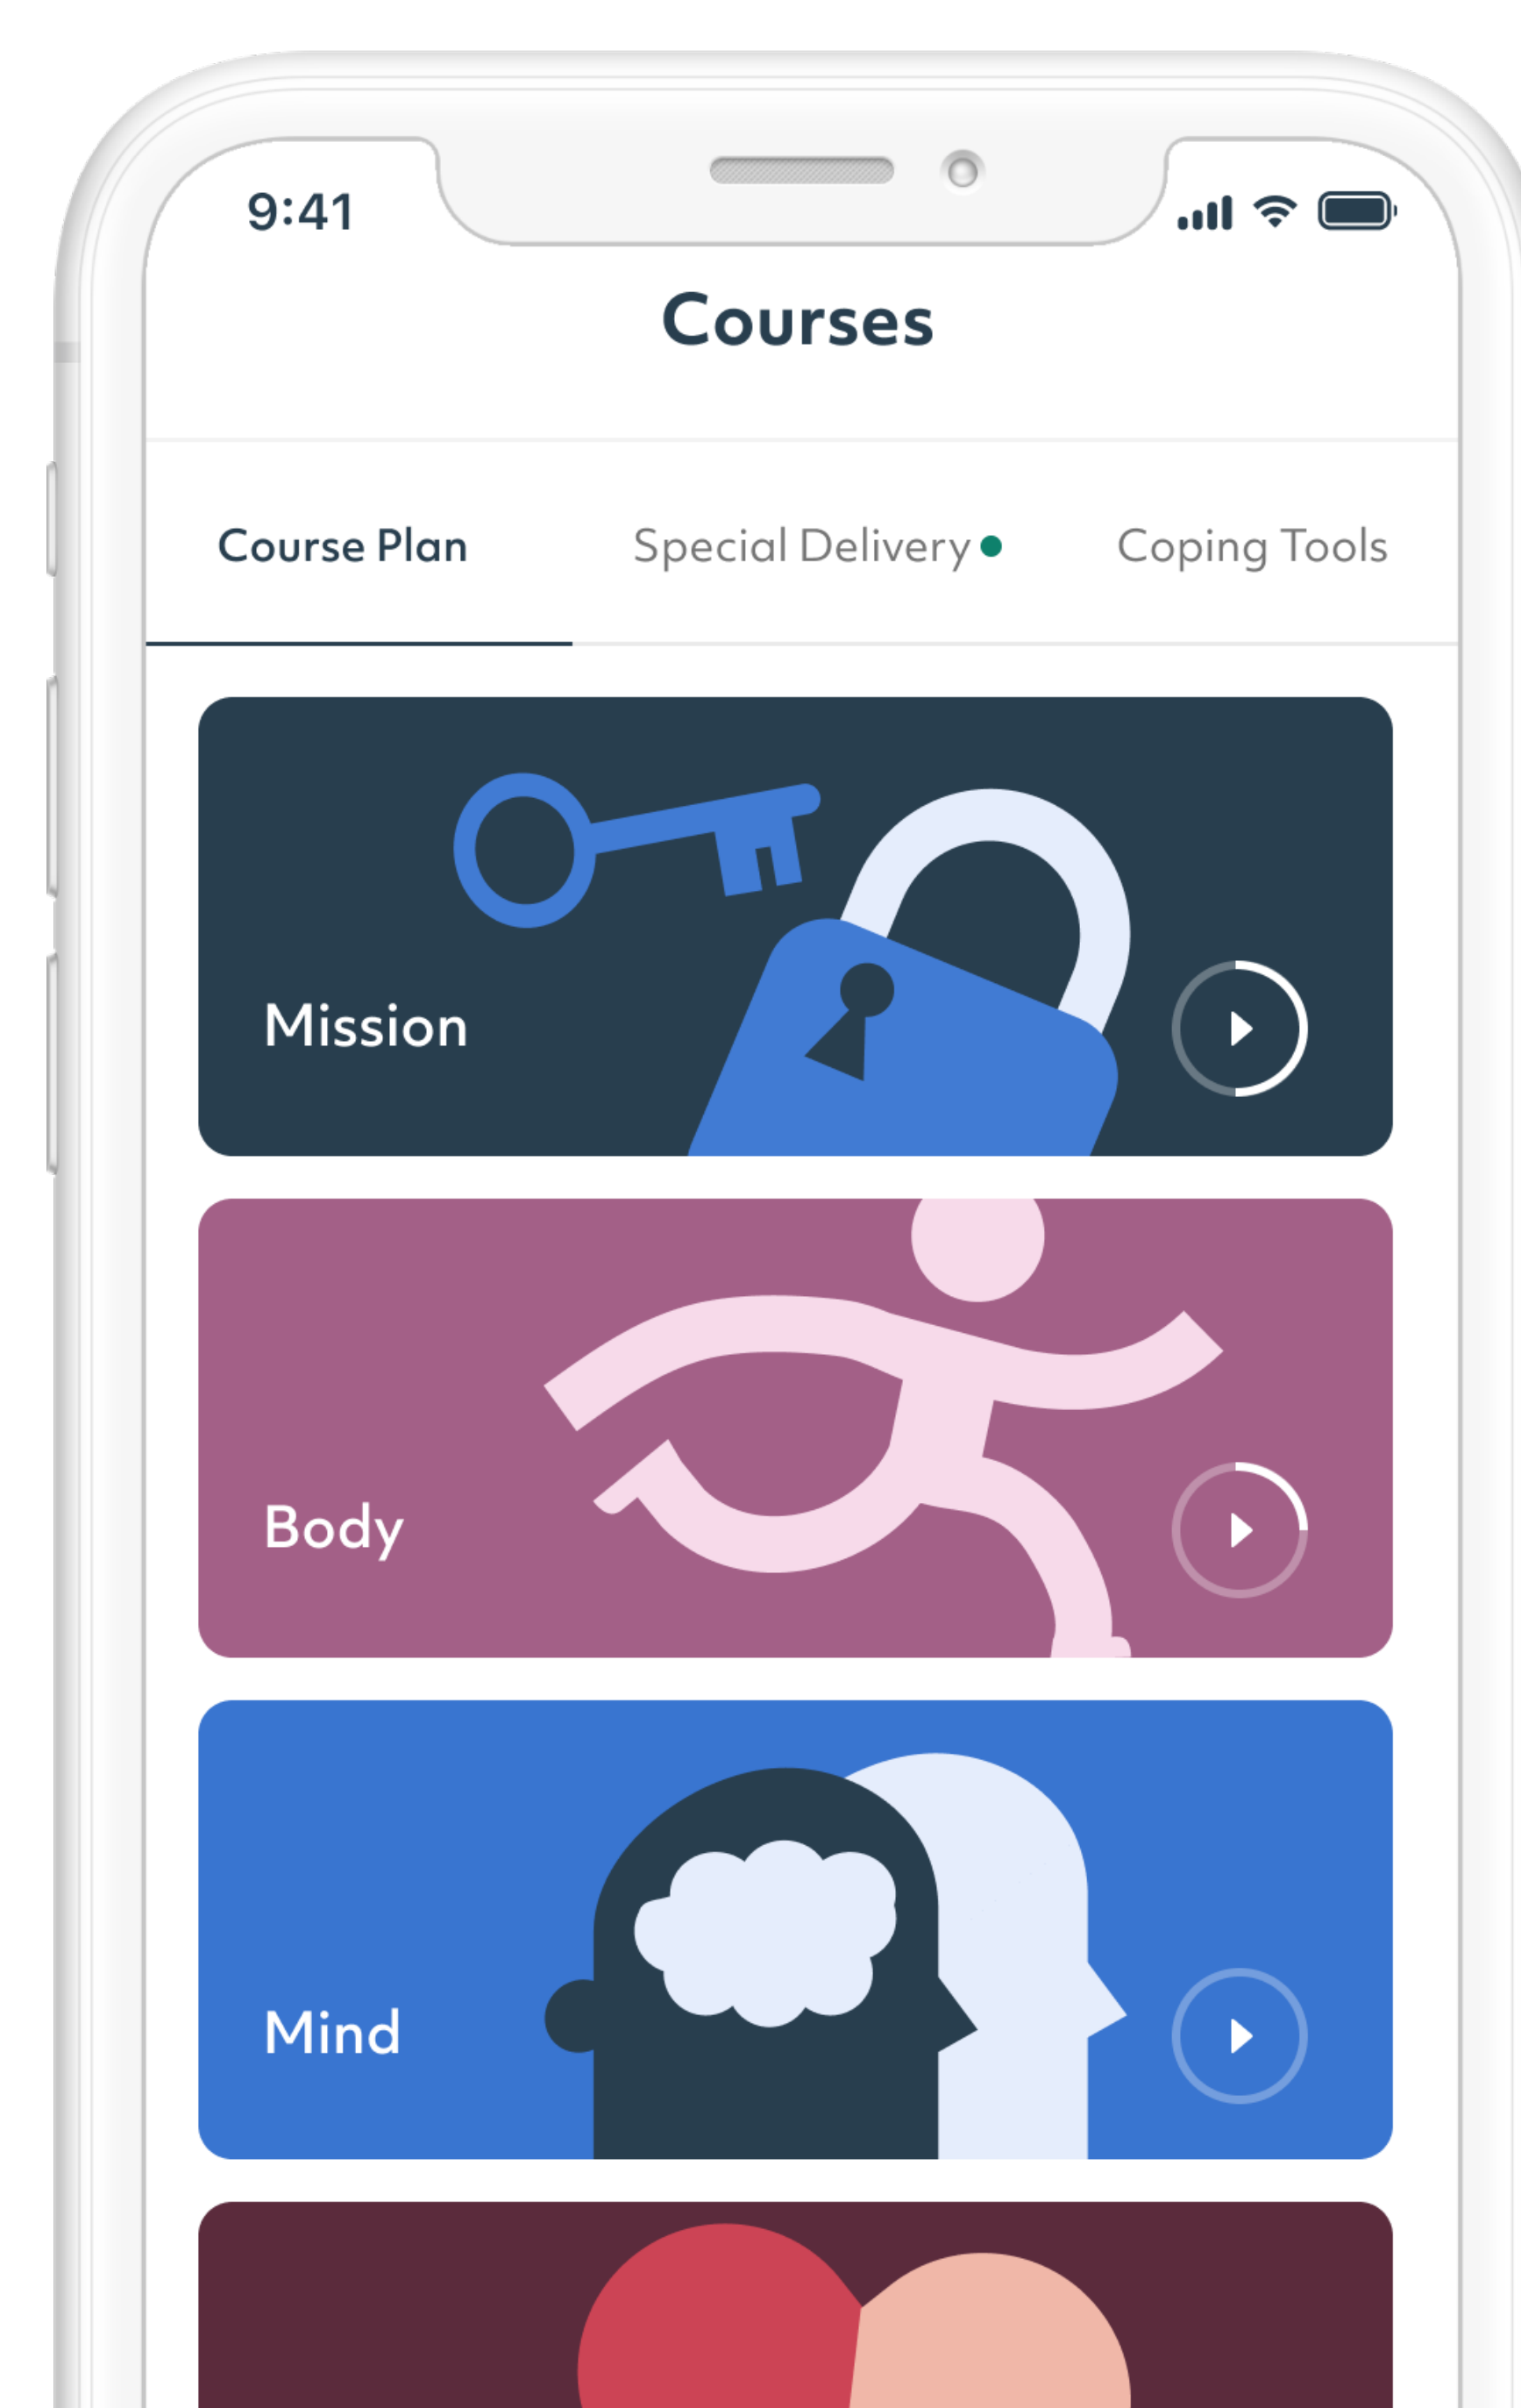 9:41
Courses
Course Plan
Special Delivery
Coping Tools
Mission
Body
Mind